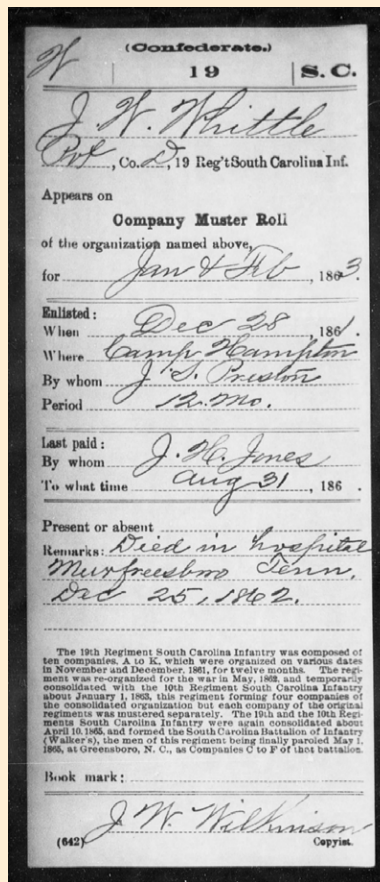 (Confederate.)
W 19 S. C.
J. W. Whittle
Pvt, Co. D, 19 Reg't South Carolina Inf.
Appears on
Company Muster Roll
of the organization named above,
for Jan & Feb, 1863.
Enlisted:
When Dec 28, 1861.
Where Camp Hampton
By whom J. S. Preston
Period 12. mo.
Last paid:
By whom J. H. Jones
To what time Aug 31, 186 .
Present or absent
Remarks: Died in hospital
Murfreesboro Tenn.
Dec 25, 1862.
The 19th Regiment South Carolina Infantry was composed of
ten companies, A to K, which were organized on various dates
in November and December, 1861, for twelve months. The regi-
ment was re-organized for the war in May, 1862, and temporarily
consolidated with the 10th Regiment South Carolina Infantry
about January 1, 1863, this regiment forming four companies of
the consolidated organization but each company of the original
regiments was mustered separately. The 19th and the 10th Regi-
ments South Carolina Infantry were again consolidated about
April 10, 1865, and formed the South Carolina Battalion of Infantry
(Walker's), the men of this regiment being finally paroled May 1,
1865, at Greensboro, N. C., as Companies C to F of that battalion.
Book mark:
J. W. Wilkinson
(642) Copyist.